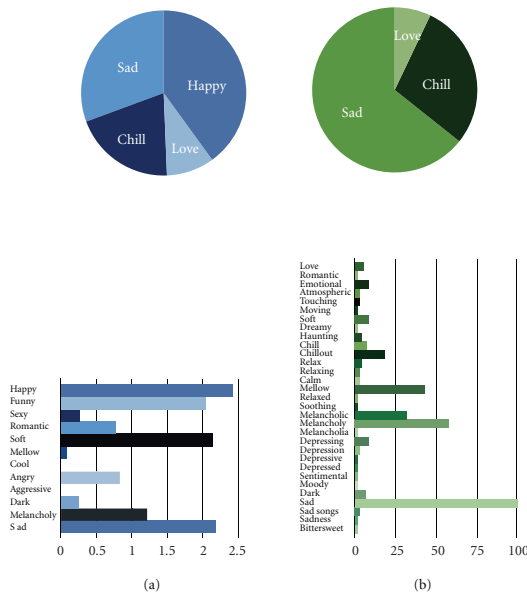 Sad
Happy
Chill
Love
Love
Chill
Sad
Happy
Funny
Sexy
Romantic
Soft
Mellow
Cool
Angry
Aggressive
Dark
Melancholy
S ad
0 0.5 1 1.5 2 2.5
(a)
Love
Romantic
Emotional
Atmospheric
Touching
Moving
Soft
Dreamy
Haunting
Chill
Chillout
Relax
Relaxing
Calm
Mellow
Relaxed
Soothing
Melancholic
Melancholy
Melancholia
Depressing
Depression
Depressive
Depressed
Sentimental
Moody
Dark
Sad
Sad songs
Sadness
Bittersweet
0 25 50 75 100
(b)